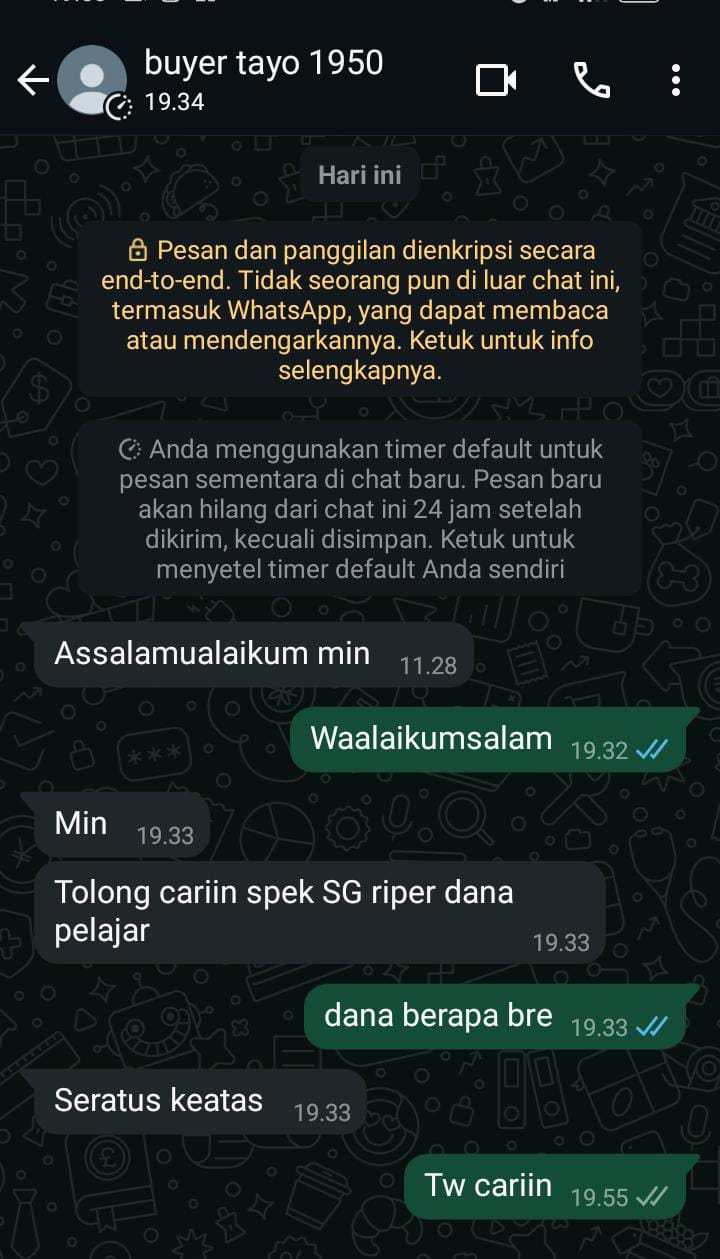 buyer tayo 1950
19.34
Hari ini
Pesan dan panggilan dienkripsi secara
end-to-end. Tidak seorang pun di luar chat ini,
termasuk WhatsApp, yang dapat membaca
atau mendengarkannya. Ketuk untuk info
selengkapnya.
Anda menggunakan timer default untuk
pesan sementara di chat baru. Pesan baru
akan hilang dari chat ini 24 jam setelah
dikirim, kecuali disimpan. Ketuk untuk
menyetel timer default Anda sendiri
Assalamualaikum min 11.28
Waalaikumsalam 19.32
Min 19.33
Tolong cariin spek SG riper dana
pelajar 19.33
dana berapa bre 19.33
Seratus keatas 19.33
Tw cariin 19.55